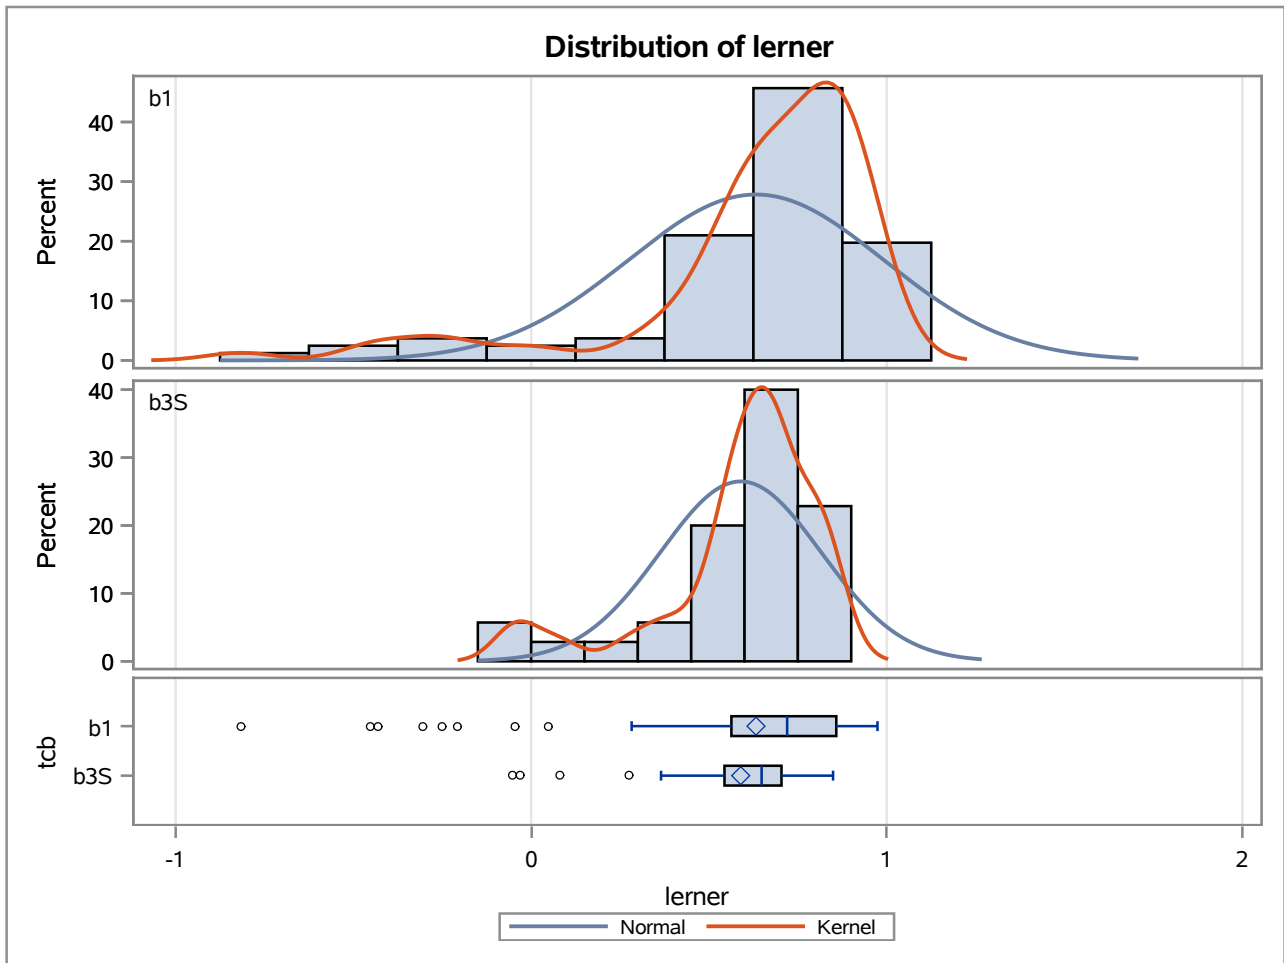 Distribution of lerner
b1
Percent
40
30
20
10
0
b3S
Percent
40
30
20
10
0
tcb
b1
b3S
-1 0 1 2
lerner
Normal Kernel